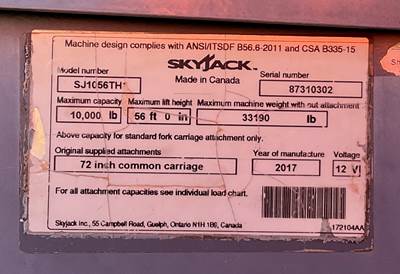 Machine design complies with ANSI/ITSDF B56.6-2011 and CSA B335-15
SKYJACK
Made in Canada
Model number
Serial number
SJ1056TH
87310302
Maximum capacity Maximum lift height Maximum machine weight with out attachment
10,000 lb 56 ft 0 in 33190 lb
Above capacity for standard fork carriage attachment only.
Original supplied attachments Year of manufacture Voltage
72 inch common carriage 2017 12 V
For all attachment capacities see individual load chart.
Skyjack Inc., 55 Campbell Road, Guelph, Ontario N1H 1B9, Canada
172104AA